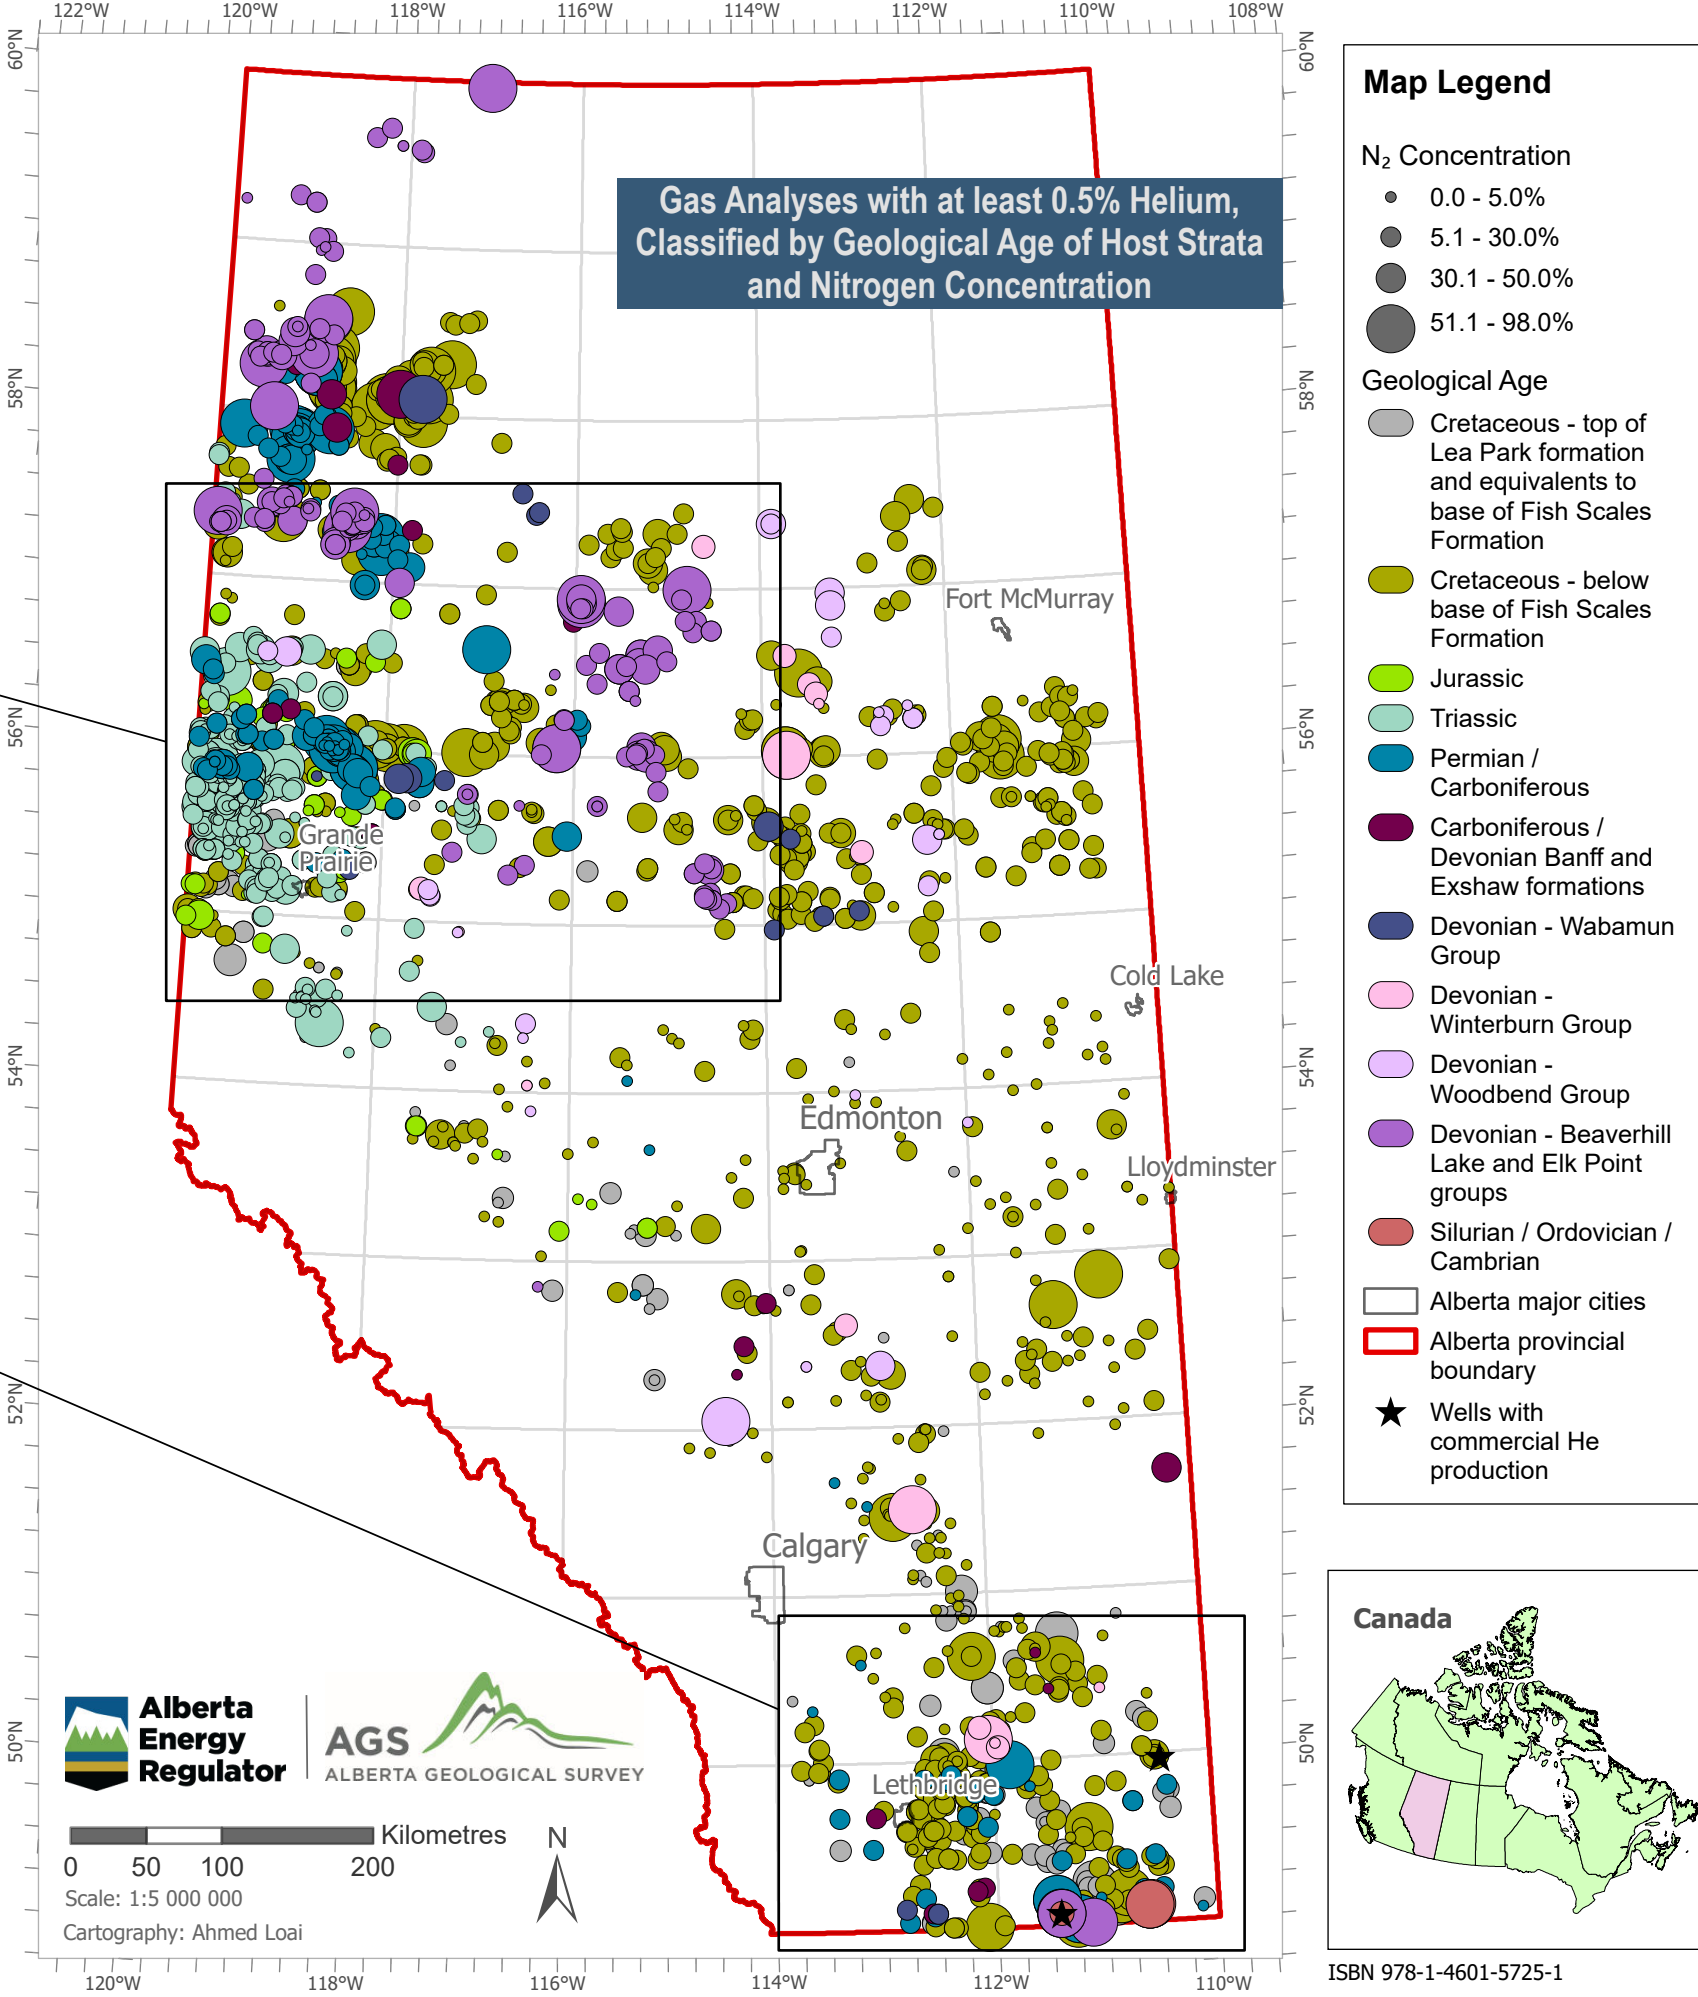 122°W 120°W 118°W 116°W 114°W 112°W 110°W 108°W
60°N
60°N
Gas Analyses with at least 0.5% Helium,
Classified by Geological Age of Host Strata
and Nitrogen Concentration
58°N
58°N
Fort McMurray
56°N
56°N
Grande
Prairie
Cold Lake
54°N
54°N
Edmonton
Lloydminster
52°N
52°N
Calgary
50°N
50°N
Lethbridge
Alberta
Energy
Regulator
AGS
ALBERTA GEOLOGICAL SURVEY
Kilometres
0 50 100 200
N
Scale: 1:5 000 000
Cartography: Ahmed Loai
120°W 118°W 116°W 114°W 112°W 110°W
Map Legend
N₂ Concentration
0.0 - 5.0%
5.1 - 30.0%
30.1 - 50.0%
51.1 - 98.0%
Geological Age
Cretaceous - top of
Lea Park formation
and equivalents to
base of Fish Scales
Formation
Cretaceous - below
base of Fish Scales
Formation
Jurassic
Triassic
Permian /
Carboniferous
Carboniferous /
Devonian Banff and
Exshaw formations
Devonian - Wabamun
Group
Devonian -
Winterburn Group
Devonian -
Woodbend Group
Devonian - Beaverhill
Lake and Elk Point
groups
Silurian / Ordovician /
Cambrian
Alberta major cities
Alberta provincial
boundary
Wells with
commercial He
production
Canada
ISBN 978-1-4601-5725-1